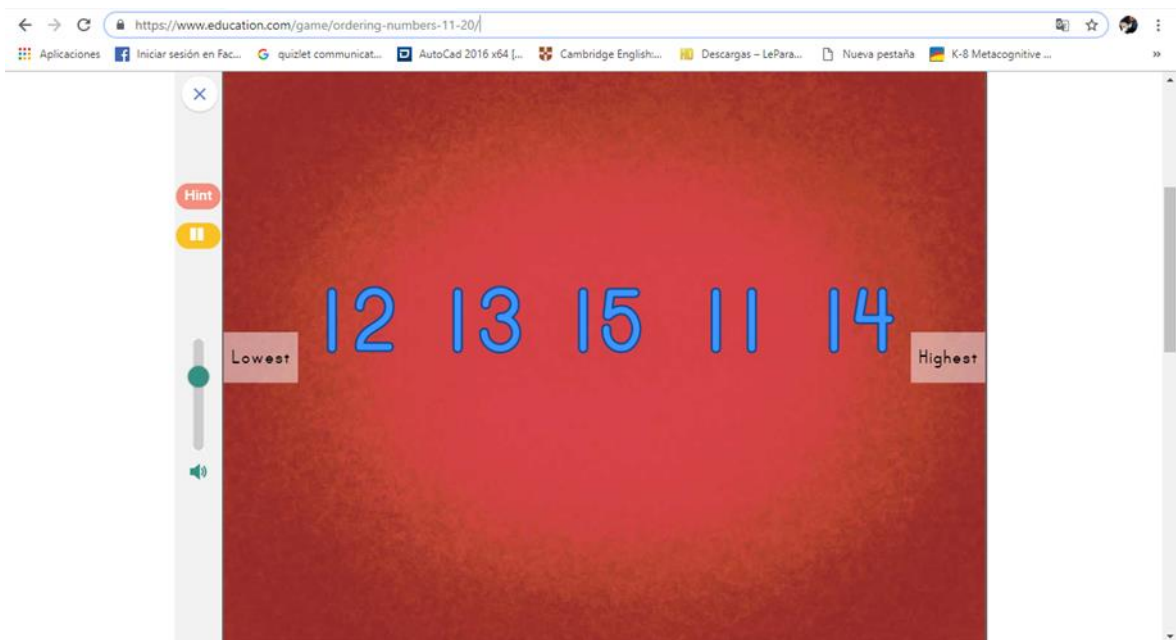 https://www.education.com/game/ordering-numbers-11-20/
Aplicaciones Iniciar sesión en Fac... quizlet communicat... AutoCad 2016 x64 [... Cambridge English:... Descargas – LePara... Nueva pestaña K-8 Metacognitive ...
Hint
12 13 15 11 14
Lowest Highest